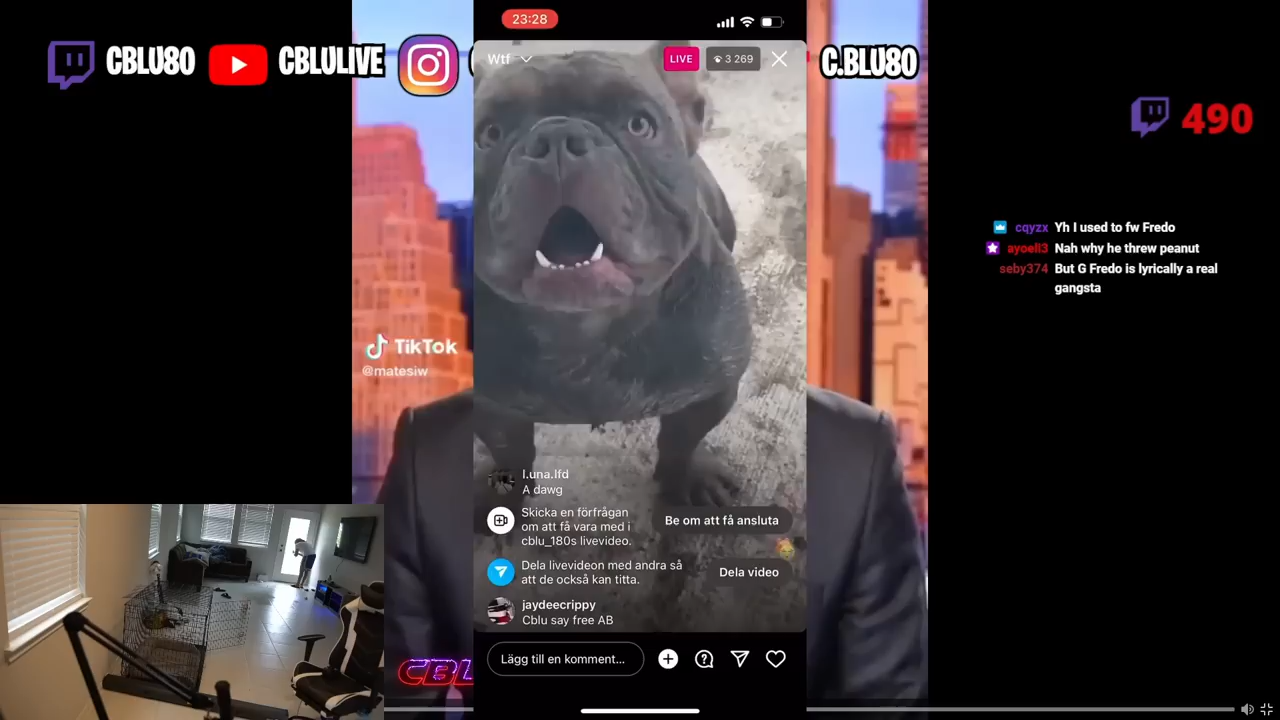 CBLU80
CBLULIVE
C.BLU80
23:28
Wtf
LIVE
3 269
490
cqyzx Yh I used to fw Fredo
ayoell3 Nah why he threw peanut
seby374 But G Fredo is lyrically a real
gangsta
TikTok
@matesiw
l.una.lfd
A dawg
Skicka en förfrågan
om att få vara med i
cblu_180s livevideo.
Be om att få ansluta
Dela livevideon med andra så
att de också kan titta.
Dela video
jaydeecrippy
Cblu say free AB
Lägg till en komment...
CBL